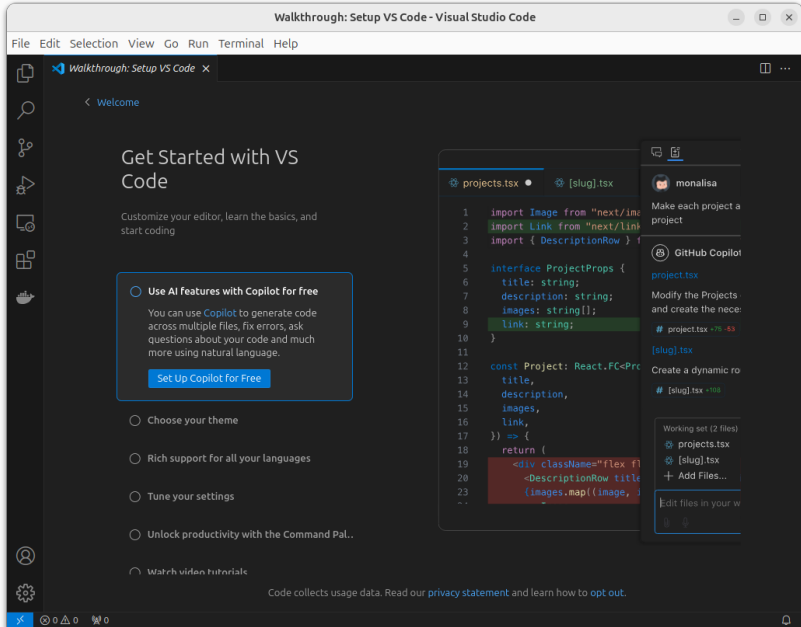 Walkthrough: Setup VS Code - Visual Studio Code
File Edit Selection View Go Run Terminal Help
Walkthrough: Setup VS Code
Welcome
Get Started with VS
Code
Customize your editor, learn the basics, and
start coding
Use AI features with Copilot for free
You can use Copilot to generate code
across multiple files, fix errors, ask
questions about your code and much
more using natural language.
Set Up Copilot for Free
Choose your theme
Rich support for all your languages
Tune your settings
Unlock productivity with the Command Pal..
Watch video tutorials
projects.tsx [slug].tsx
1 import Image from "next/ima
2 import Link from "next/link
3 import { DescriptionRow } f
4
5 interface ProjectProps {
6 title: string;
7 description: string;
8 images: string[];
9 link: string;
10 }
11
12 const Project: React.FC<Pro
13 title,
14 description,
15 images,
16 link,
17 }) => {
18 return (
19 <div className="flex fl
20 <DescriptionRow title
23 {images.map((image, i
monalisa
Make each project a
project
GitHub Copilot
project.tsx
Modify the Projects
and create the neces
# project.tsx +75 -63
[slug].tsx
Create a dynamic ro
# [slug].tsx +106
Working set (2 files)
projects.tsx
[slug].tsx
+ Add Files...
Edit files in your w
Code collects usage data. Read our privacy statement and learn how to opt out.
0 0 0